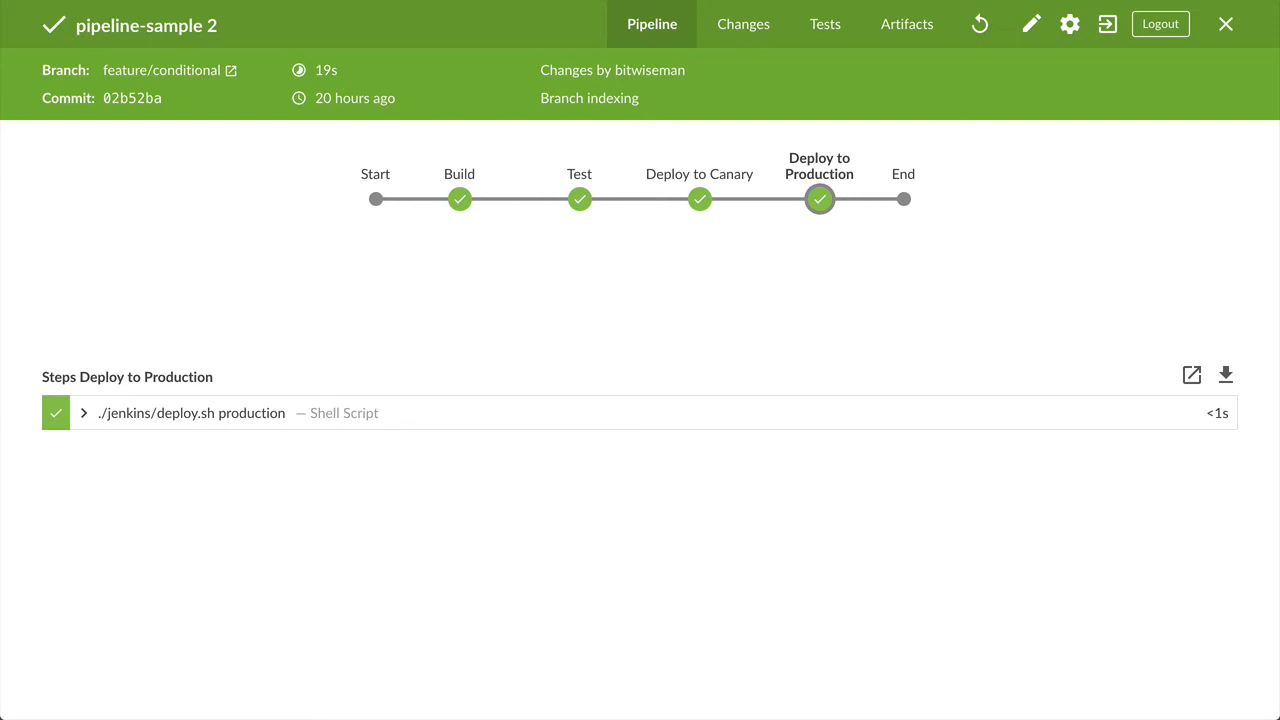 pipeline-sample 2
Pipeline Changes Tests Artifacts Logout
Branch: feature/conditional 19s Changes by bitwiseman
Commit: 02b52ba 20 hours ago Branch indexing
Start Build Test Deploy to Canary Deploy to Production End
Steps Deploy to Production
./jenkins/deploy.sh production — Shell Script <1s